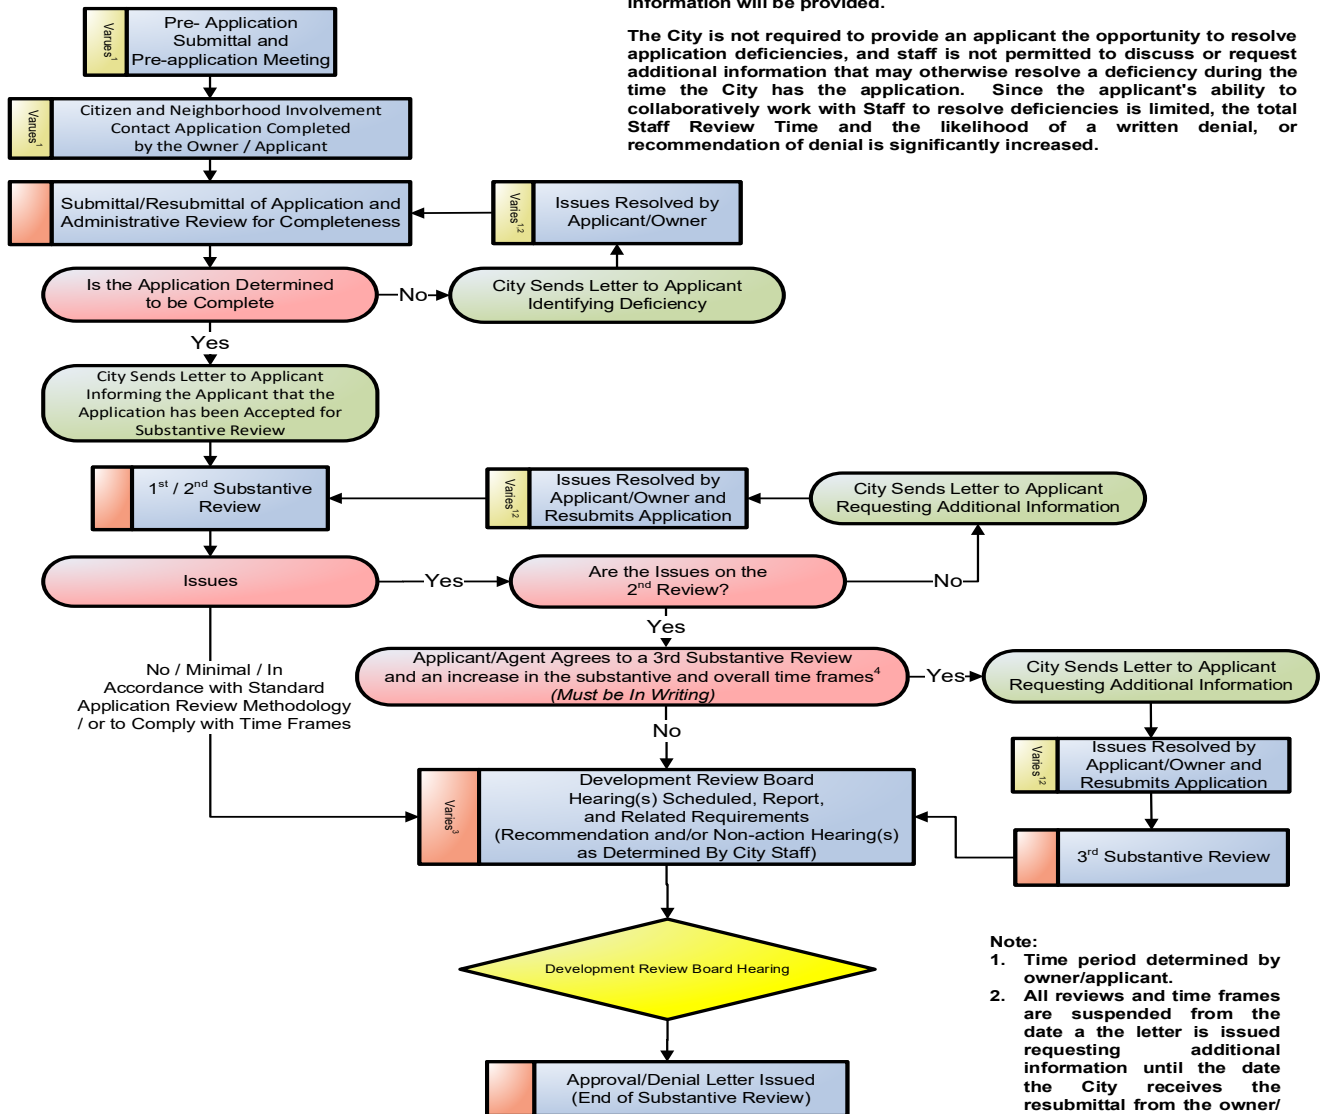 information will be provided.
The City is not required to provide an applicant the opportunity to resolve
application deficiencies, and staff is not permitted to discuss or request
additional information that may otherwise resolve a deficiency during the
time the City has the application. Since the applicant's ability to
collaboratively work with Staff to resolve deficiencies is limited, the total
Staff Review Time and the likelihood of a written denial, or
recommendation of denial is significantly increased.
Varues1
Pre- Application
Submittal and
Pre-application Meeting
Varues1
Citizen and Neighborhood Involvement
Contact Application Completed
by the Owner / Applicant
Submittal/Resubmittal of Application and
Administrative Review for Completeness
Varies1,2
Issues Resolved by
Applicant/Owner
Is the Application Determined
to be Complete
No
City Sends Letter to Applicant
Identifying Deficiency
Yes
City Sends Letter to Applicant
Informing the Applicant that the
Application has been Accepted for
Substantive Review
1st / 2nd Substantive
Review
Varies1,2
Issues Resolved by
Applicant/Owner and
Resubmits Application
City Sends Letter to Applicant
Requesting Additional Information
Issues
Yes
Are the Issues on the
2nd Review?
No
Yes
No / Minimal / In
Accordance with Standard
Application Review Methodology
/ or to Comply with Time Frames
Applicant/Agent Agrees to a 3rd Substantive Review
and an increase in the substantive and overall time frames4
(Must be In Writing)
Yes
City Sends Letter to Applicant
Requesting Additional Information
No
Varies1,2
Issues Resolved by
Applicant/Owner and
Resubmits Application
Varies3
Development Review Board
Hearing(s) Scheduled, Report,
and Related Requirements
(Recommendation and/or Non-action Hearing(s)
as Determined By City Staff)
3rd Substantive Review
Development Review Board Hearing
Approval/Denial Letter Issued
(End of Substantive Review)
Note:
1. Time period determined by
owner/applicant.
2. All reviews and time frames
are suspended from the
date a the letter is issued
requesting additional
information until the date
the City receives the
resubmittal from the owner/